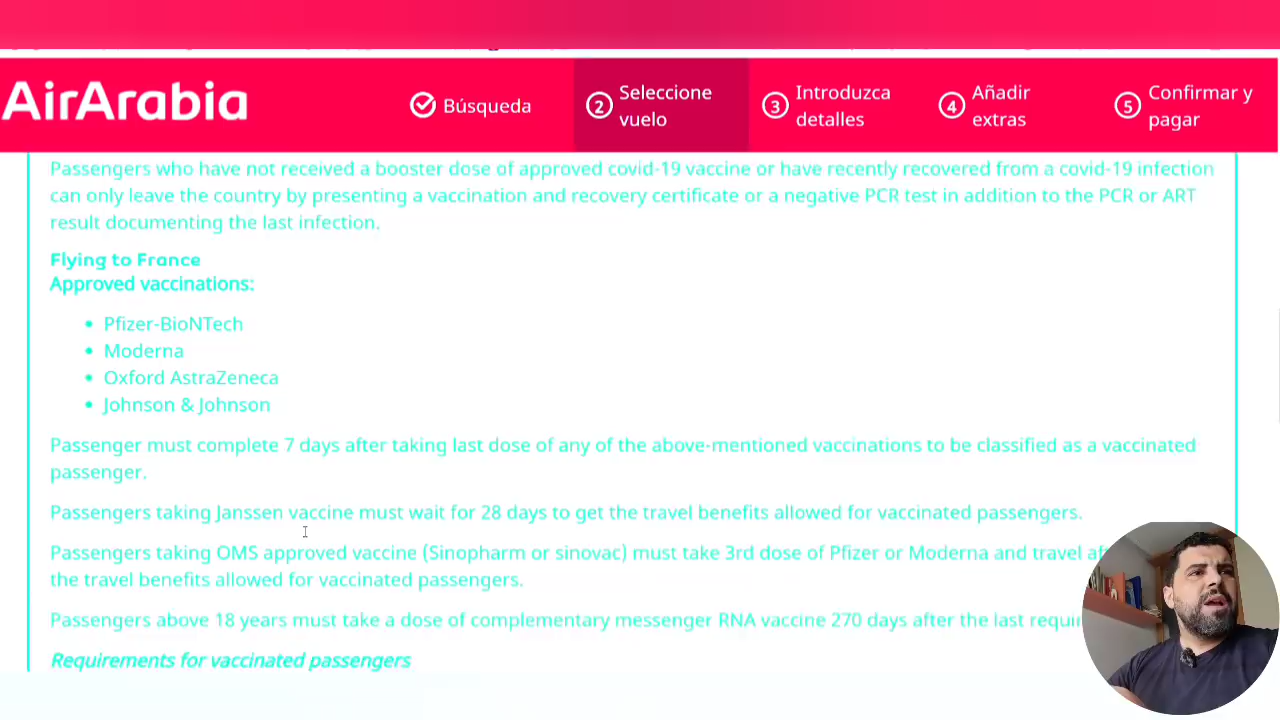 AirArabia
Búsqueda
2
Seleccione
vuelo
3
Introduzca
detalles
4
Añadir
extras
5
Confirmar y
pagar
Passengers who have not received a booster dose of approved covid-19 vaccine or have recently recovered from a covid-19 infection
can only leave the country by presenting a vaccination and recovery certificate or a negative PCR test in addition to the PCR or ART
result documenting the last infection.
Flying to France
Approved vaccinations:
Pfizer-BioNTech
Moderna
Oxford AstraZeneca
Johnson & Johnson
Passenger must complete 7 days after taking last dose of any of the above-mentioned vaccinations to be classified as a vaccinated
passenger.
Passengers taking Janssen vaccine must wait for 28 days to get the travel benefits allowed for vaccinated passengers.
Passengers taking OMS approved vaccine (Sinopharm or sinovac) must take 3rd dose of Pfizer or Moderna and travel
the travel benefits allowed for vaccinated passengers.
Passengers above 18 years must take a dose of complementary messenger RNA vaccine 270 days after the last
Requirements for vaccinated passengers